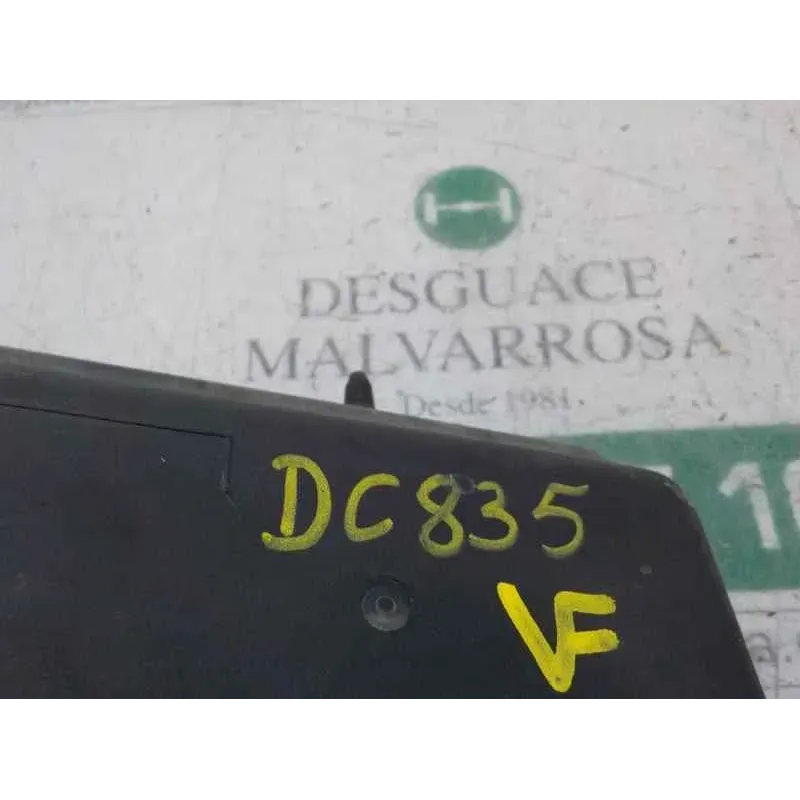 DESGUACE
MALVARROSA
Desde 1981
DC835
VF